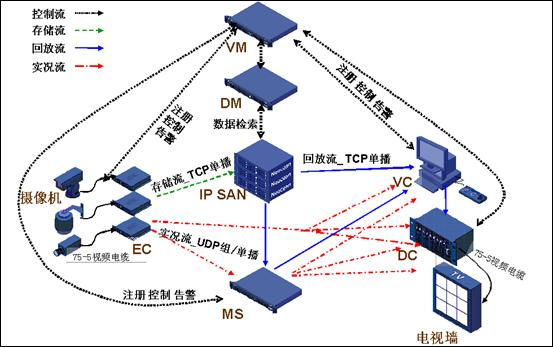 控制流
存储流
回放流
实况流
VM
注册
控制
告警
注册 控制 告警
DM
数据检索
摄像机
存储流_TCP单播
IP SAN
回放流_TCP单播
VC
EC
实况流_UDP组/单播
75-5视频电缆
DC
75-5视频电缆
TV
注册 控制 告警
MS
电视墙